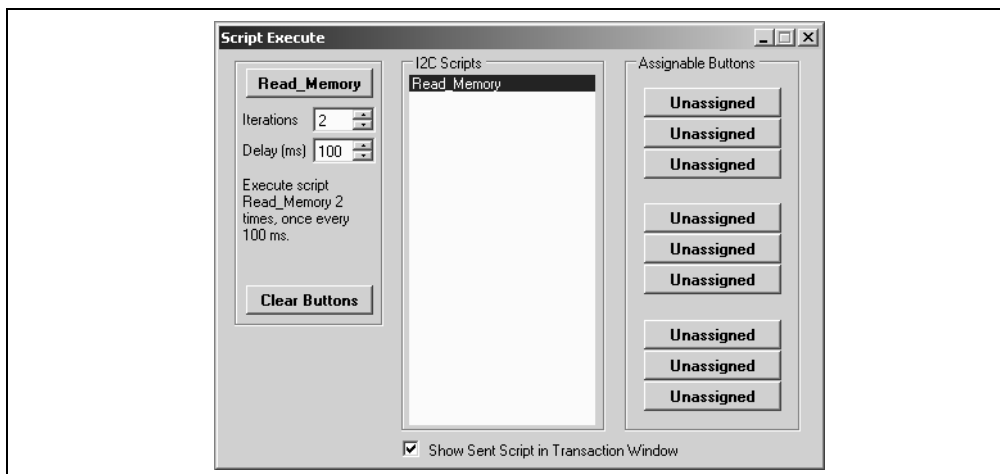 Script Execute
Read_Memory
Iterations 2
Delay (ms) 100
Execute script
Read_Memory 2
times, once every
100 ms.
Clear Buttons
I2C Scripts
Read_Memory
Assignable Buttons
Unassigned
Unassigned
Unassigned
Unassigned
Unassigned
Unassigned
Unassigned
Unassigned
Unassigned
Show Sent Script in Transaction Window